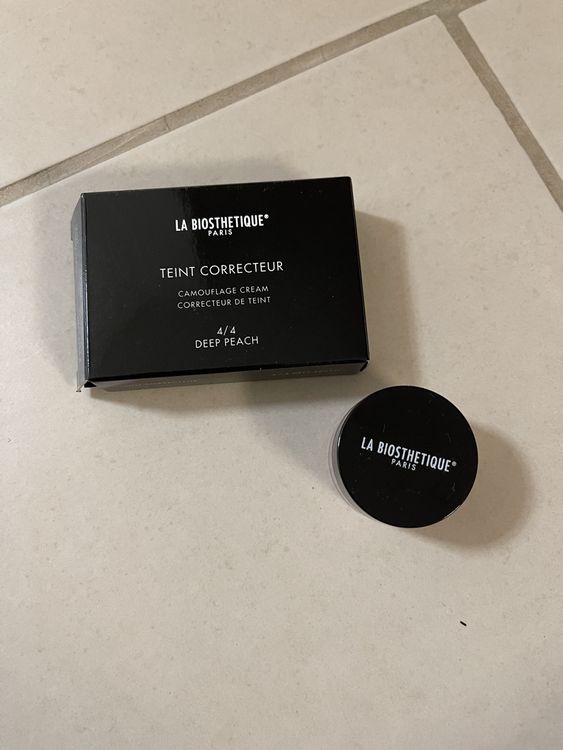 LA BIOSTHETIQUE®
PARIS
TEINT CORRECTEUR
CAMOUFLAGE CREAM
CORRECTEUR DE TEINT
4/4
DEEP PEACH
LA BIOSTHETIQUE®
PARIS